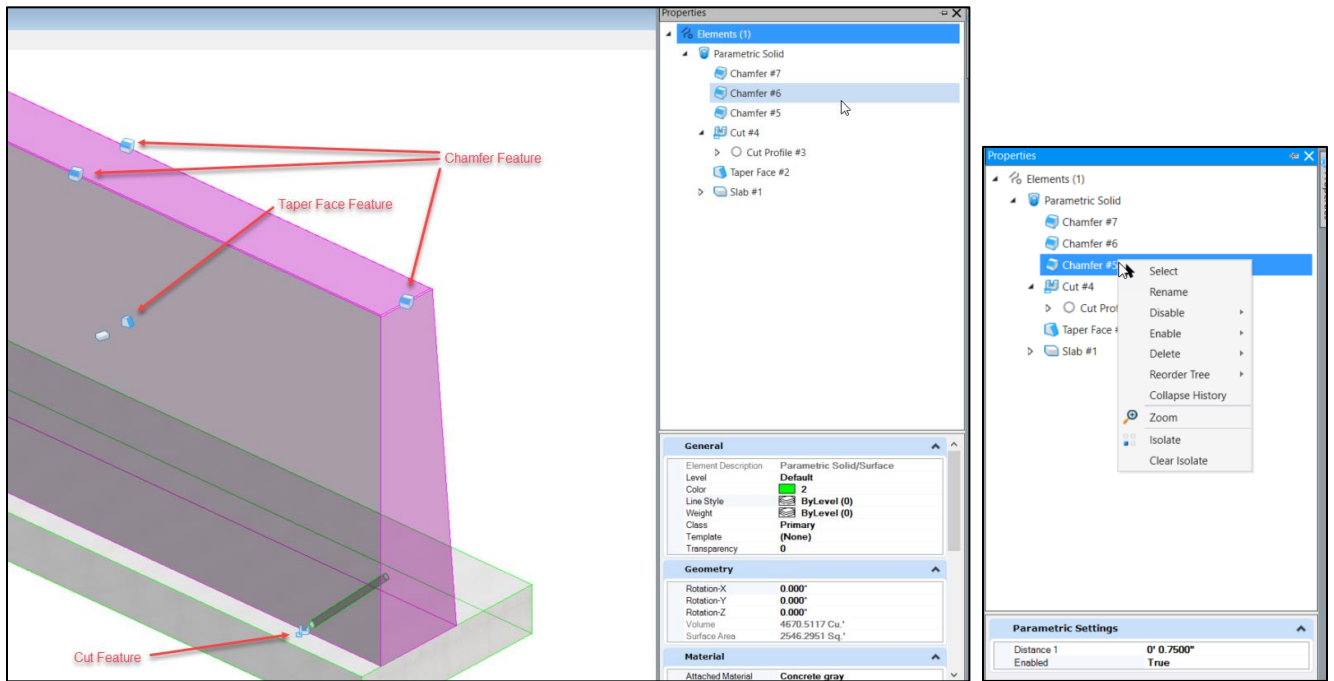 Properties
Elements (1)
Parametric Solid
Chamfer #7
Chamfer #6
Chamfer #5
Cut #4
Cut Profile #3
Taper Face #2
Slab #1
Chamfer Feature
Taper Face Feature
Cut Feature
General
Element Description Parametric Solid/Surface
Level Default
Color 2
Line Style ByLevel (0)
Weight ByLevel (0)
Class Primary
Template (None)
Transparency 0
Geometry
Rotation-X 0.000°
Rotation-Y 0.000°
Rotation-Z 0.000°
Volume 4670.5117 Cu.'
Surface Area 2546.2951 Sq.'
Material
Attached Material Concrete gray
Properties
Elements (1)
Parametric Solid
Chamfer #7
Chamfer #6
Chamfer #5
Cut #4
Cut Prof
Taper Face #
Slab #1
Select
Rename
Disable
Enable
Delete
Reorder Tree
Collapse History
Zoom
Isolate
Clear Isolate
Parametric Settings
Distance 1 0' 0.7500"
Enabled True